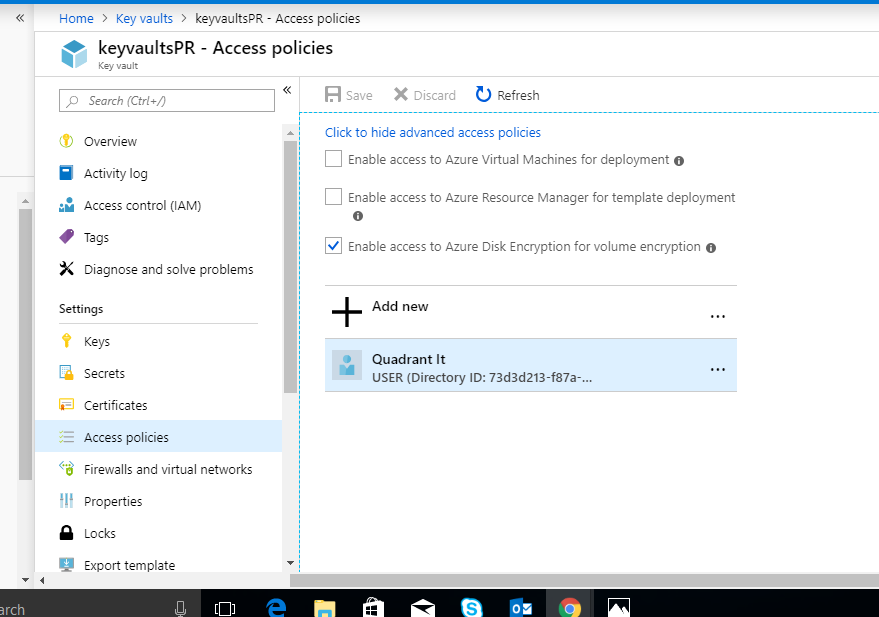 Home > Key vaults > keyvaultsPR - Access policies
keyvaultsPR - Access policies
Key vault
Search (Ctrl+/)
Overview
Activity log
Access control (IAM)
Tags
Diagnose and solve problems
Settings
Keys
Secrets
Certificates
Access policies
Firewalls and virtual networks
Properties
Locks
Export template
Save Discard Refresh
Click to hide advanced access policies
Enable access to Azure Virtual Machines for deployment
Enable access to Azure Resource Manager for template deployment
Enable access to Azure Disk Encryption for volume encryption
Add new
...
Quadrant It
USER (Directory ID: 73d3d213-f87a-...
...
arch